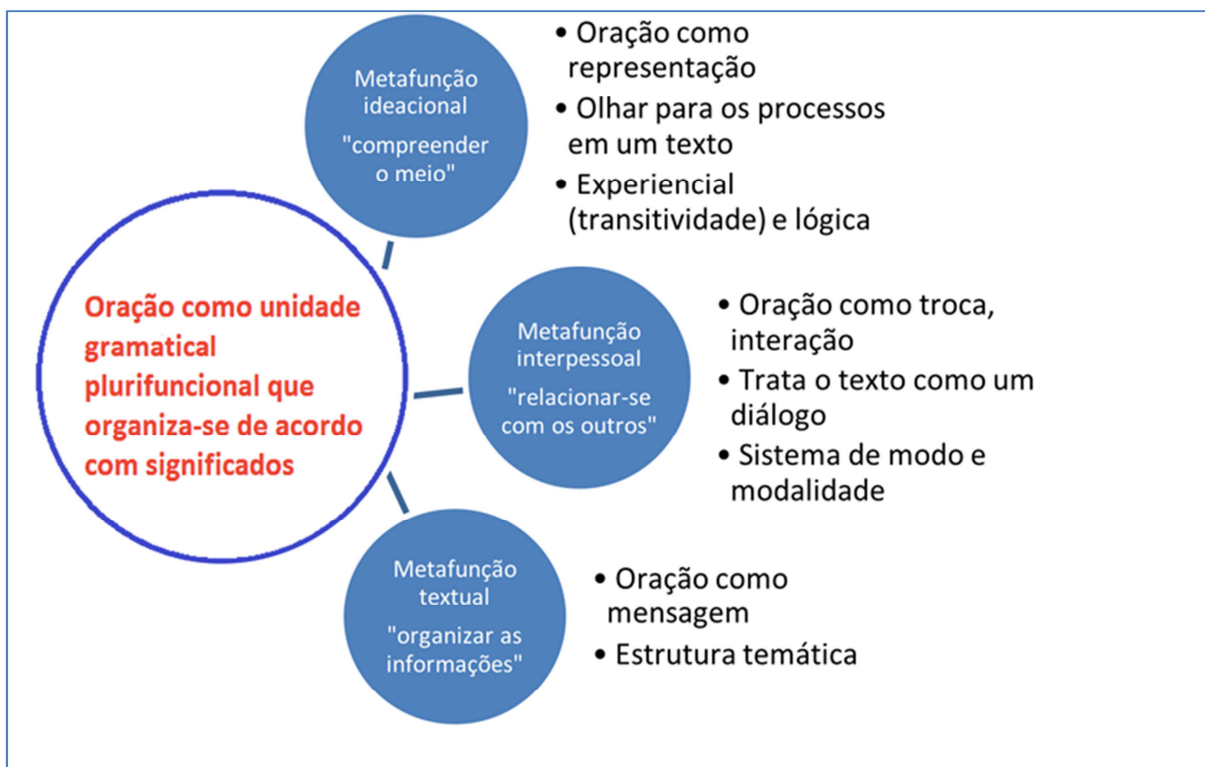 Metafunção
ideacional
"compreender
o meio"
• Oração como
representação
• Olhar para os processos
em um texto
• Experiencial
(transitividade) e lógica
Oração como unidade
gramatical
plurifuncional que
organiza-se de acordo
com significados
Metafunção
interpessoal
"relacionar-se
com os outros"
• Oração como troca,
interação
• Trata o texto como um
diálogo
• Sistema de modo e
modalidade
Metafunção
textual
"organizar as
informações"
• Oração como
mensagem
• Estrutura temática